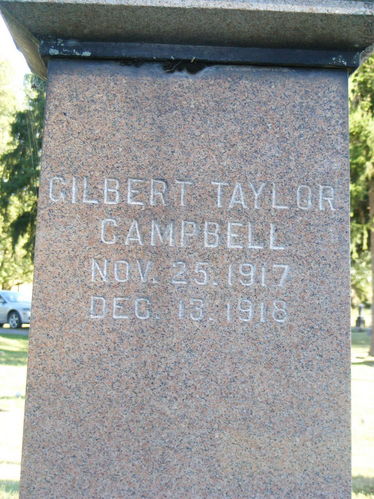 GILBERT TAYLOR
CAMPBELL
NOV. 25. 1917
DEC. 13. 1918